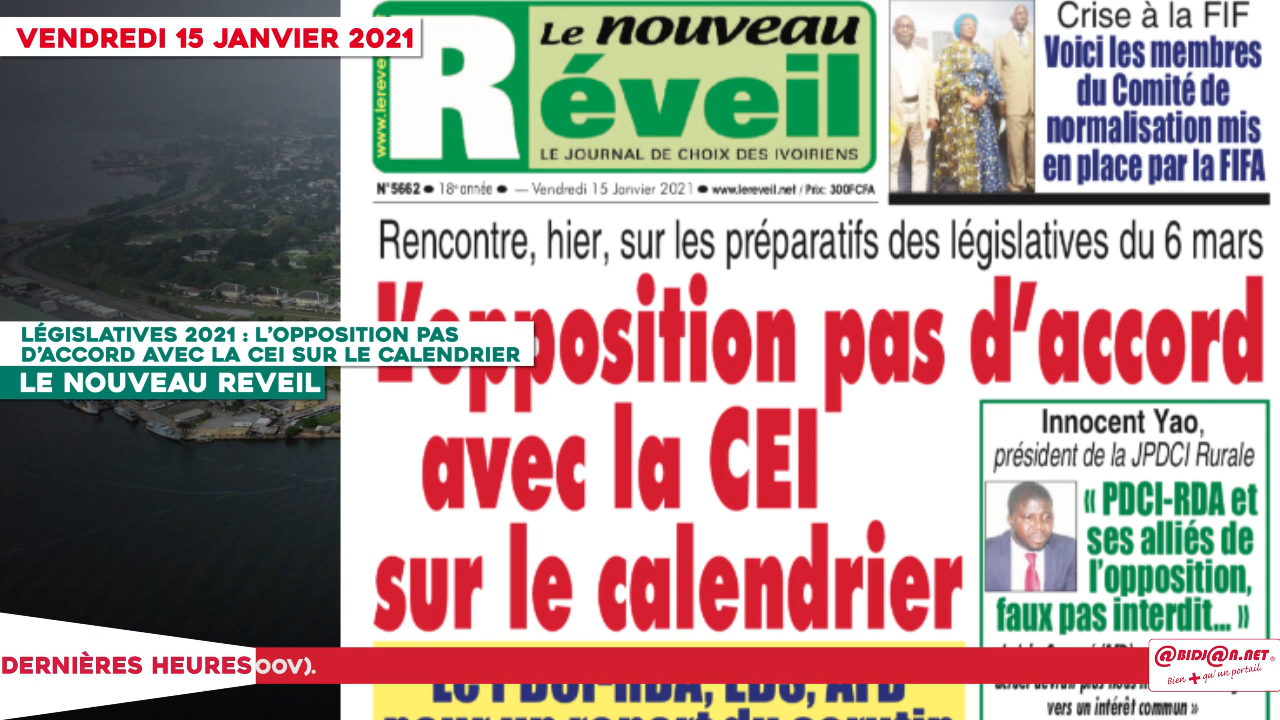 VENDREDI 15 JANVIER 2021
LÉGISLATIVES 2021 : L'OPPOSITION PAS
D'ACCORD AVEC LA CEI SUR LE CALENDRIER
LE NOUVEAU REVEIL
Le nouveau
Réveil
LE JOURNAL DE CHOIX DES IVOIRIENS
N°5662 ● 18e année ● — Vendredi 15 Janvier 2021 ● www.lereveil.net / Prix: 300FCFA
Crise à la FIF
Voici les membres
du Comité de
normalisation mis
en place par la FIFA
Rencontre, hier, sur les préparatifs des législatives du 6 mars
L'opposition pas d'accord
avec la CEI
sur le calendrier
Innocent Yao,
président de la JPDCI Rurale
« PDCI-RDA et
ses alliés de
l'opposition,
faux pas interdit... »
vers un intérêt commun »
DERNIÈRES HEURES
OOV).
@BIDJ@N.NET
Bien + qu'un portail.